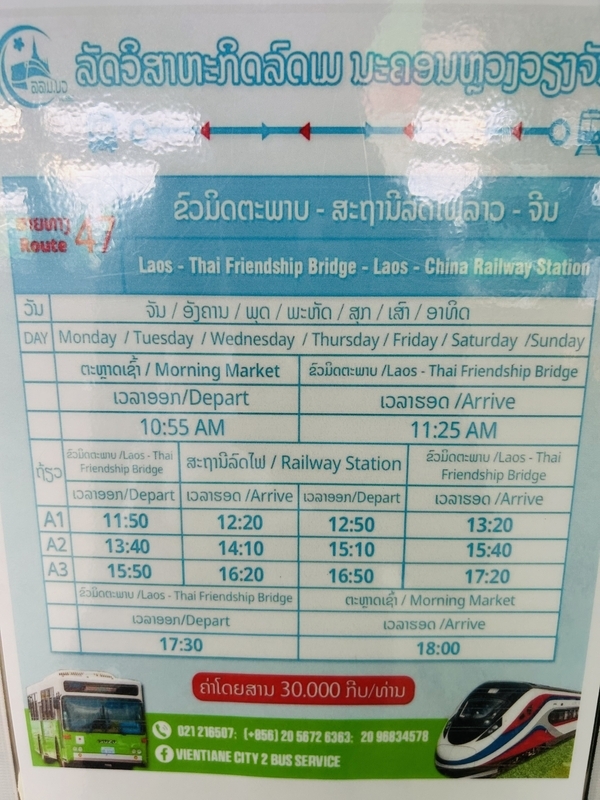 ລັດວິສາຫະກິດລົດເມ ນະຄອນຫຼວງວຽງຈັນ
ລລມ.ນວ
ສາຍທາງ
Route 47
ຂົວມິດຕະພາບ - ສະຖານີລົດໄຟລາວ - ຈີນ
Laos - Thai Friendship Bridge - Laos - China Railway Station
ວັນ ຈັນ / ອັງຄານ / ພຸດ / ພະຫັດ / ສຸກ / ເສົາ / ອາທິດ
DAY Monday / Tuesday / Wednesday / Thursday / Friday / Saturday /Sunday
ຕະຫຼາດເຊົ້າ / Morning Market ຂົວມິດຕະພາບ /Laos - Thai Friendship Bridge
ເວລາອອກ/Depart ເວລາຮອດ /Arrive
10:55 AM 11:25 AM
ຖ້ຽວ ຂົວມິດຕະພາບ /Laos - Thai Friendship Bridge ສະຖານີລົດໄຟ / Railway Station ຂົວມິດຕະພາບ /Laos - Thai Friendship Bridge
ເວລາອອກ/Depart ເວລາຮອດ /Arrive ເວລາອອກ/Depart ເວລາຮອດ /Arrive
A1 11:50 12:20 12:50 13:20
A2 13:40 14:10 15:10 15:40
A3 15:50 16:20 16:50 17:20
ຂົວມິດຕະພາບ /Laos - Thai Friendship Bridge ຕະຫຼາດເຊົ້າ / Morning Market
ເວລາອອກ/Depart ເວລາຮອດ /Arrive
17:30 18:00
ຄ່າໂດຍສານ 30.000 ກີບ/ທ່ານ
021 216507: (+856) 20 5672 6363: 20 96834578
VIENTIANE CITY 2 BUS SERVICE